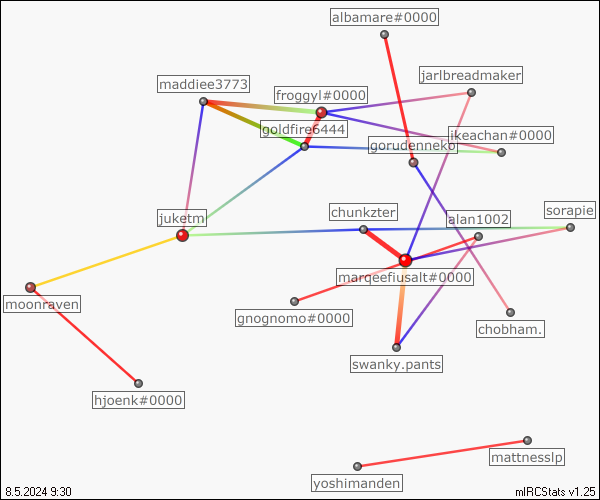 albamare#0000
jarlbreadmaker
maddiee3773
froggyl#0000
goldfire6444
ikeachan#0000
gorudenneko
juketm
chunkzter
alan1002
sorapie
marqeefiusalt#0000
moonraven
gnognomo#0000
chobham.
swanky.pants
hjoenk#0000
mattnesslp
yoshimanden
8.5.2024 9:30
mIRCStats v1.25